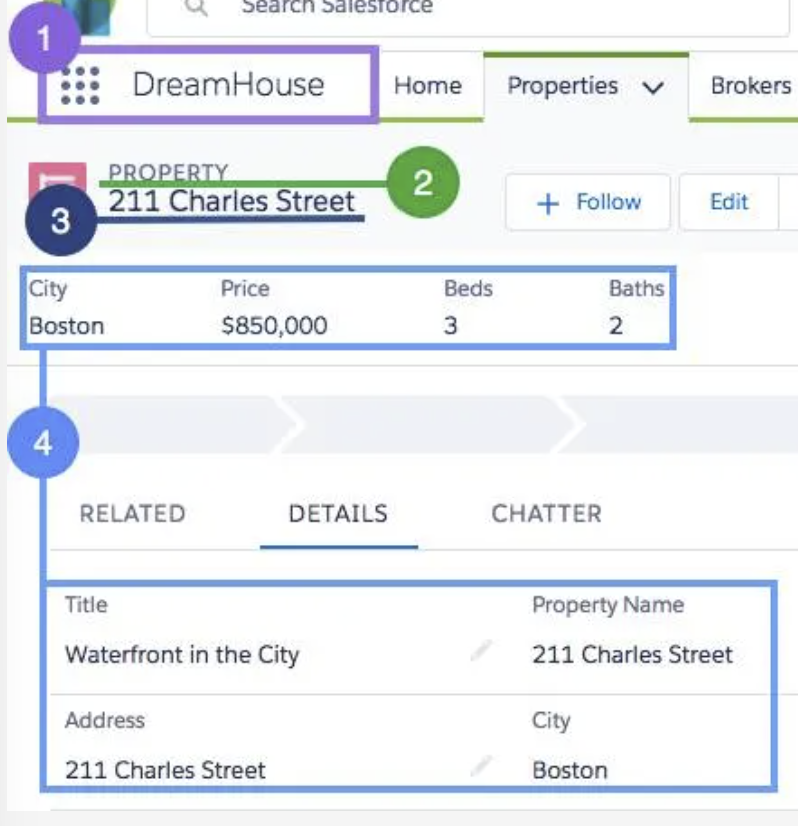 Search Salesforce
1
DreamHouse Home Properties Brokers
PROPERTY
2
211 Charles Street
3
+ Follow Edit
City Price Beds Baths
Boston $850,000 3 2
4
RELATED DETAILS CHATTER
Title Property Name
Waterfront in the City 211 Charles Street
Address City
211 Charles Street Boston